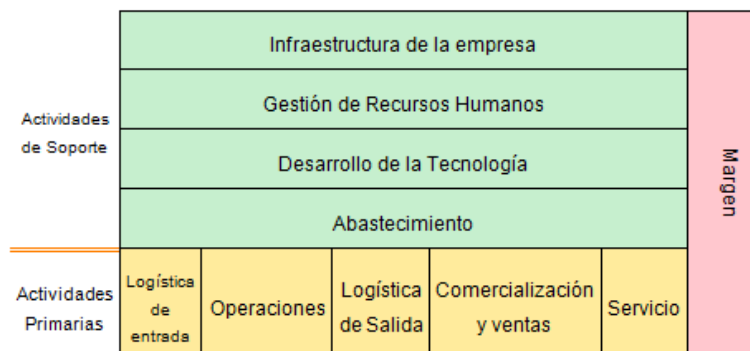 Infraestructura de la empresa
Gestión de Recursos Humanos
Actividades
de Soporte
Desarrollo de la Tecnología
Abastecimiento
Margen
Actividades
Primarias
Logística
de
entrada
Operaciones
Logística
de Salida
Comercialización
y ventas
Servicio